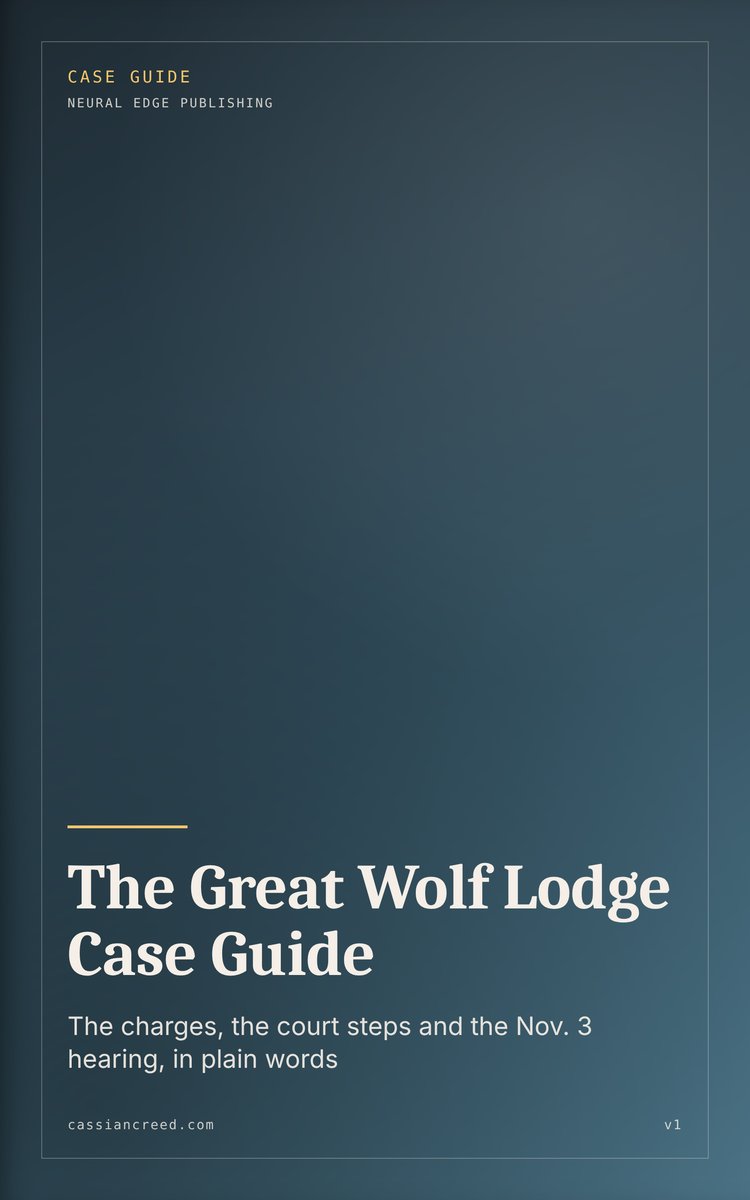 CASE GUIDE
NEURAL EDGE PUBLISHING
The Great Wolf Lodge
Case Guide
The charges, the court steps and the Nov. 3
hearing, in plain words
cassiancreed.com
v1